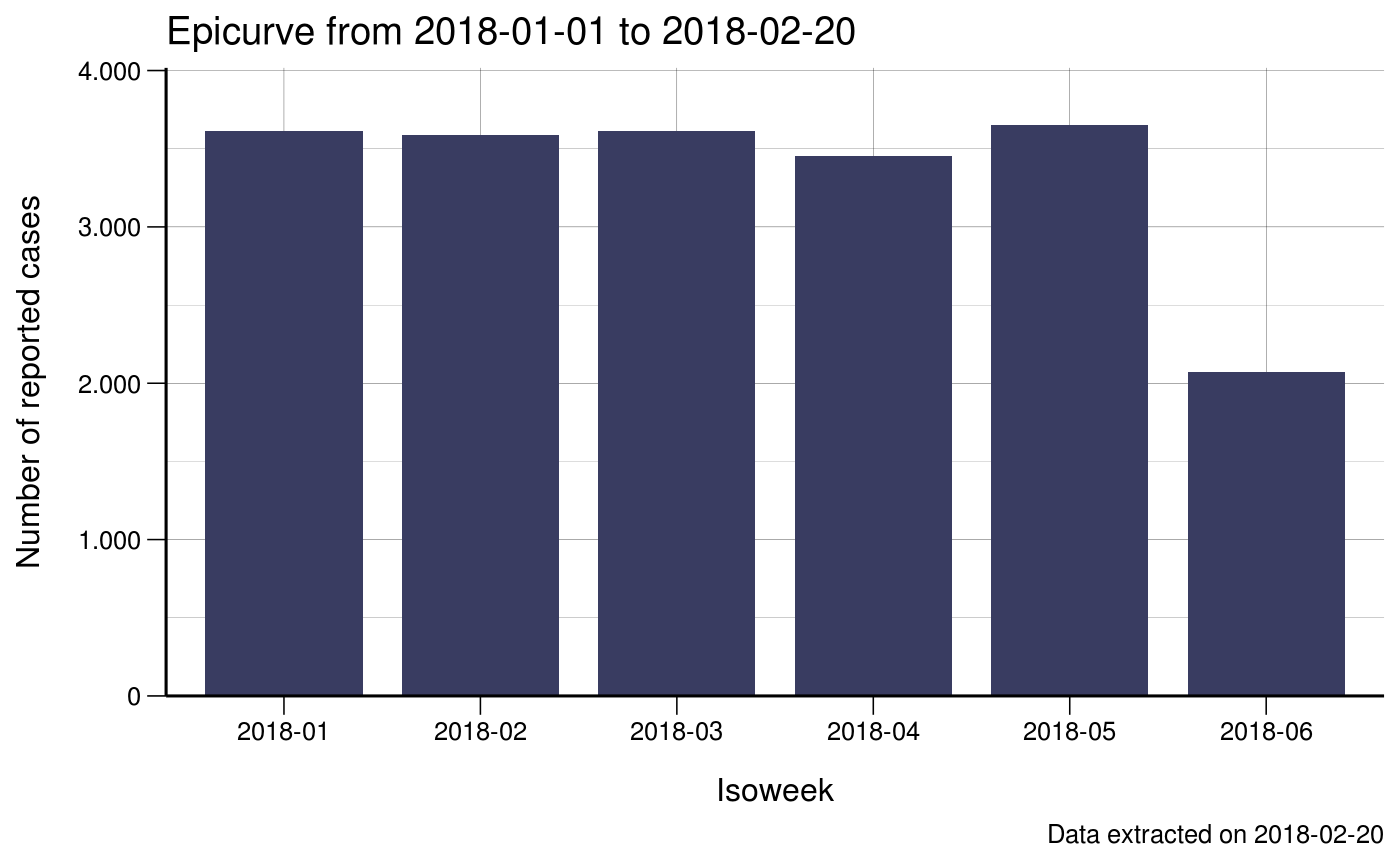 Epicurve from 2018-01-01 to 2018-02-20
Number of reported cases
4.000
3.000
2.000
1.000
0
2018-01 2018-02 2018-03 2018-04 2018-05 2018-06
Isoweek
Data extracted on 2018-02-20